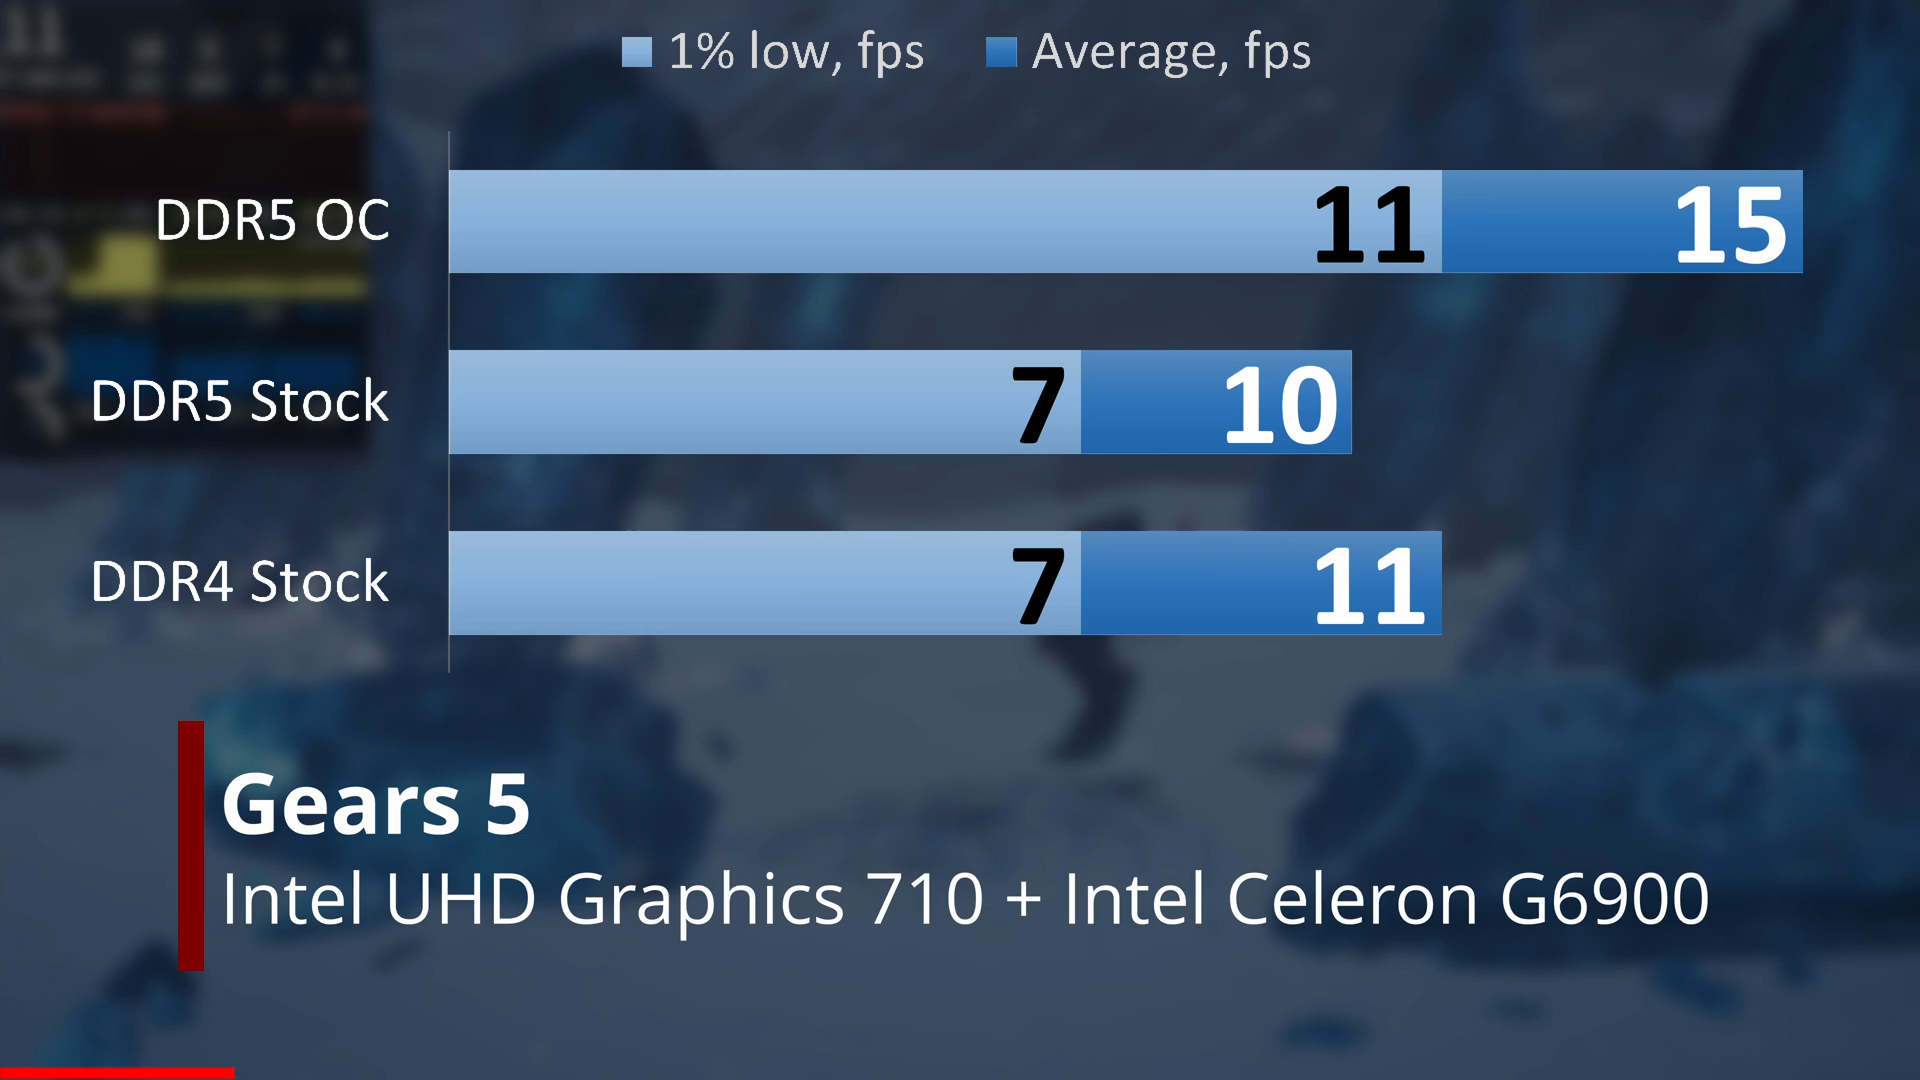 1% low, fps Average, fps
DDR5 OC 11 15
DDR5 Stock 7 10
DDR4 Stock 7 11
Gears 5
Intel UHD Graphics 710 + Intel Celeron G6900